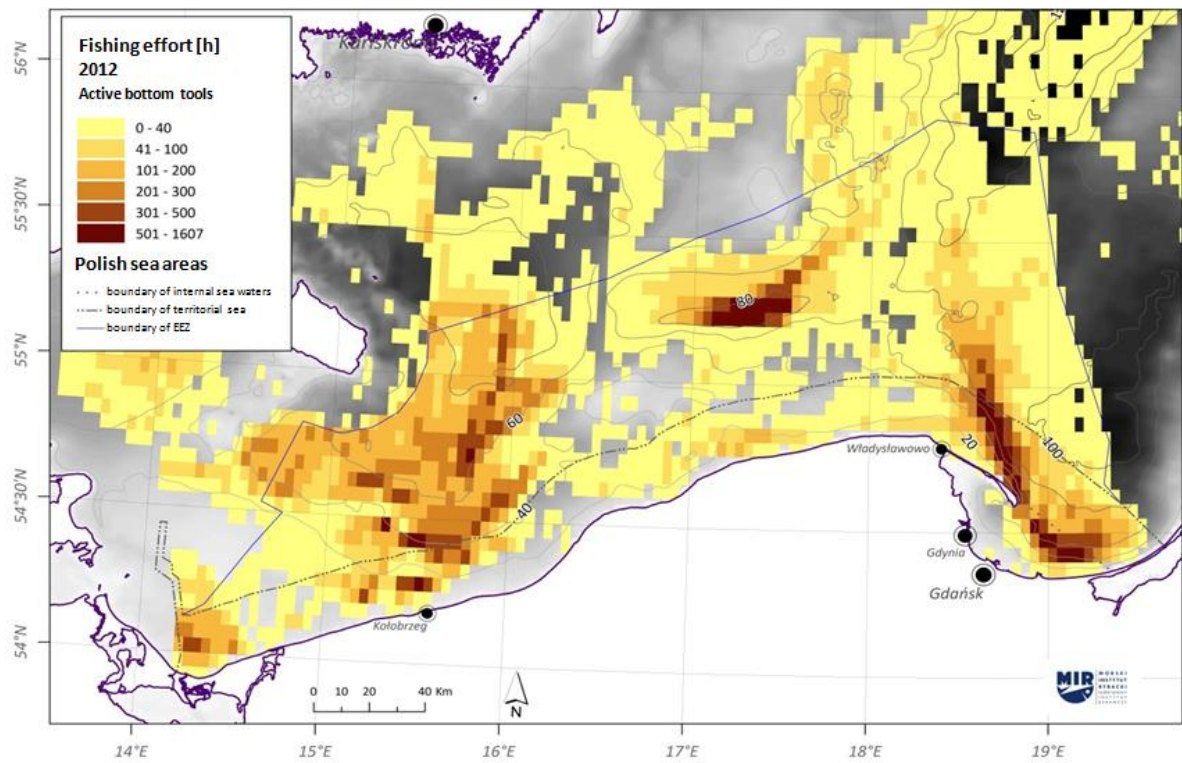 Fishing effort [h]
2012
Active bottom tools
0 - 40
41 - 100
101 - 200
201 - 300
301 - 500
501 - 1607
Polish sea areas
boundary of internal sea waters
boundary of territorial sea
boundary of EEZ
56°N
55°30'N
55°N
54°30'N
54°N
80
60
40
20
100
Władysławowo
Gdynia
Gdańsk
Kołobrzeg
0 10 20 40 Km
N
MIR
MORSKI
INSTYTUT
RYBACKI
14°E
15°E
16°E
17°E
18°E
19°E